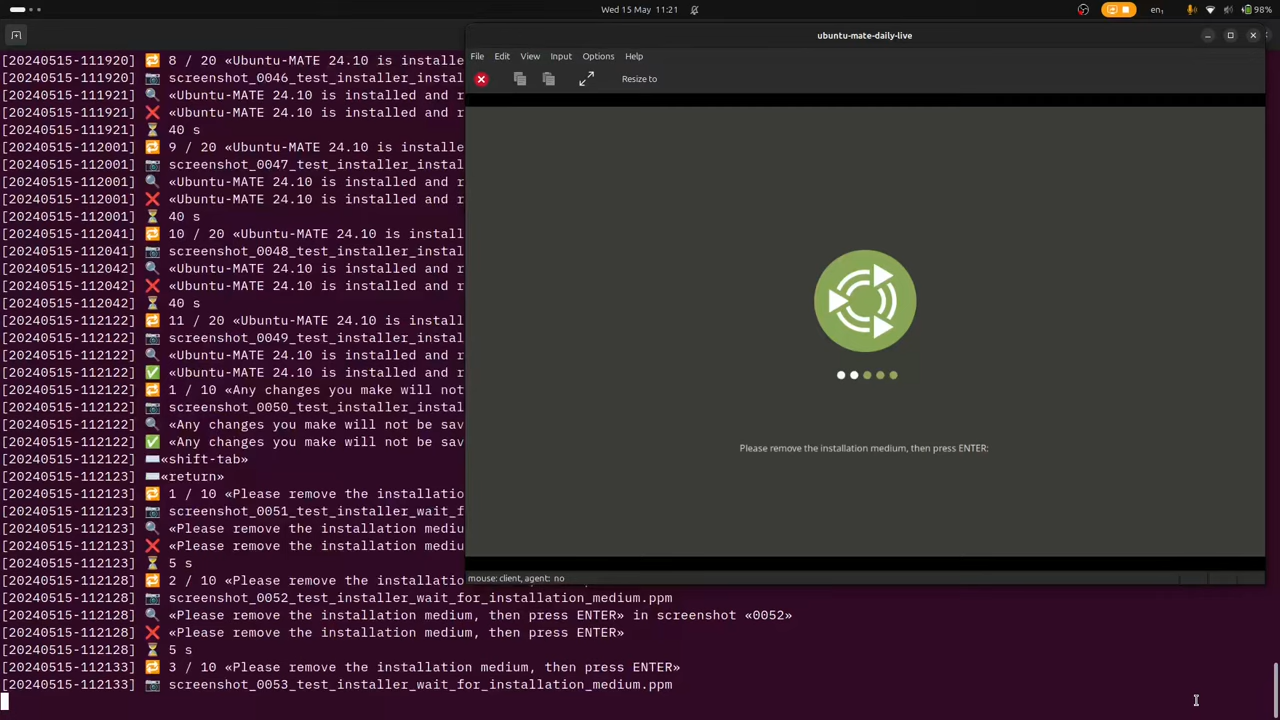 Wed 15 May 11:21
en₁
98%
ubuntu-mate-daily-live
File Edit View Input Options Help
Resize to
Please remove the installation medium, then press ENTER:
mouse: client, agent: no
[20240515-111920] 8 / 20 «Ubuntu-MATE 24.10 is installe
[20240515-111920] screenshot_0046_test_installer_instal
[20240515-111921] «Ubuntu-MATE 24.10 is installed and r
[20240515-111921] «Ubuntu-MATE 24.10 is installed and r
[20240515-111921] 40 s
[20240515-112001] 9 / 20 «Ubuntu-MATE 24.10 is installe
[20240515-112001] screenshot_0047_test_installer_instal
[20240515-112001] «Ubuntu-MATE 24.10 is installed and r
[20240515-112001] «Ubuntu-MATE 24.10 is installed and r
[20240515-112001] 40 s
[20240515-112041] 10 / 20 «Ubuntu-MATE 24.10 is install
[20240515-112041] screenshot_0048_test_installer_instal
[20240515-112042] «Ubuntu-MATE 24.10 is installed and r
[20240515-112042] «Ubuntu-MATE 24.10 is installed and r
[20240515-112042] 40 s
[20240515-112122] 11 / 20 «Ubuntu-MATE 24.10 is install
[20240515-112122] screenshot_0049_test_installer_instal
[20240515-112122] «Ubuntu-MATE 24.10 is installed and r
[20240515-112122] «Ubuntu-MATE 24.10 is installed and r
[20240515-112122] 1 / 10 «Any changes you make will not
[20240515-112122] screenshot_0050_test_installer_instal
[20240515-112122] «Any changes you make will not be sav
[20240515-112122] «Any changes you make will not be sav
[20240515-112122] «shift-tab»
[20240515-112123] «return»
[20240515-112123] 1 / 10 «Please remove the installatio
[20240515-112123] screenshot_0051_test_installer_wait_f
[20240515-112123] «Please remove the installation mediu
[20240515-112123] «Please remove the installation mediu
[20240515-112123] 5 s
[20240515-112128] 2 / 10 «Please remove the installatio
[20240515-112128] screenshot_0052_test_installer_wait_for_installation_medium.ppm
[20240515-112128] «Please remove the installation medium, then press ENTER» in screenshot «0052»
[20240515-112128] «Please remove the installation medium, then press ENTER»
[20240515-112128] 5 s
[20240515-112133] 3 / 10 «Please remove the installation medium, then press ENTER»
[20240515-112133] screenshot_0053_test_installer_wait_for_installation_medium.ppm